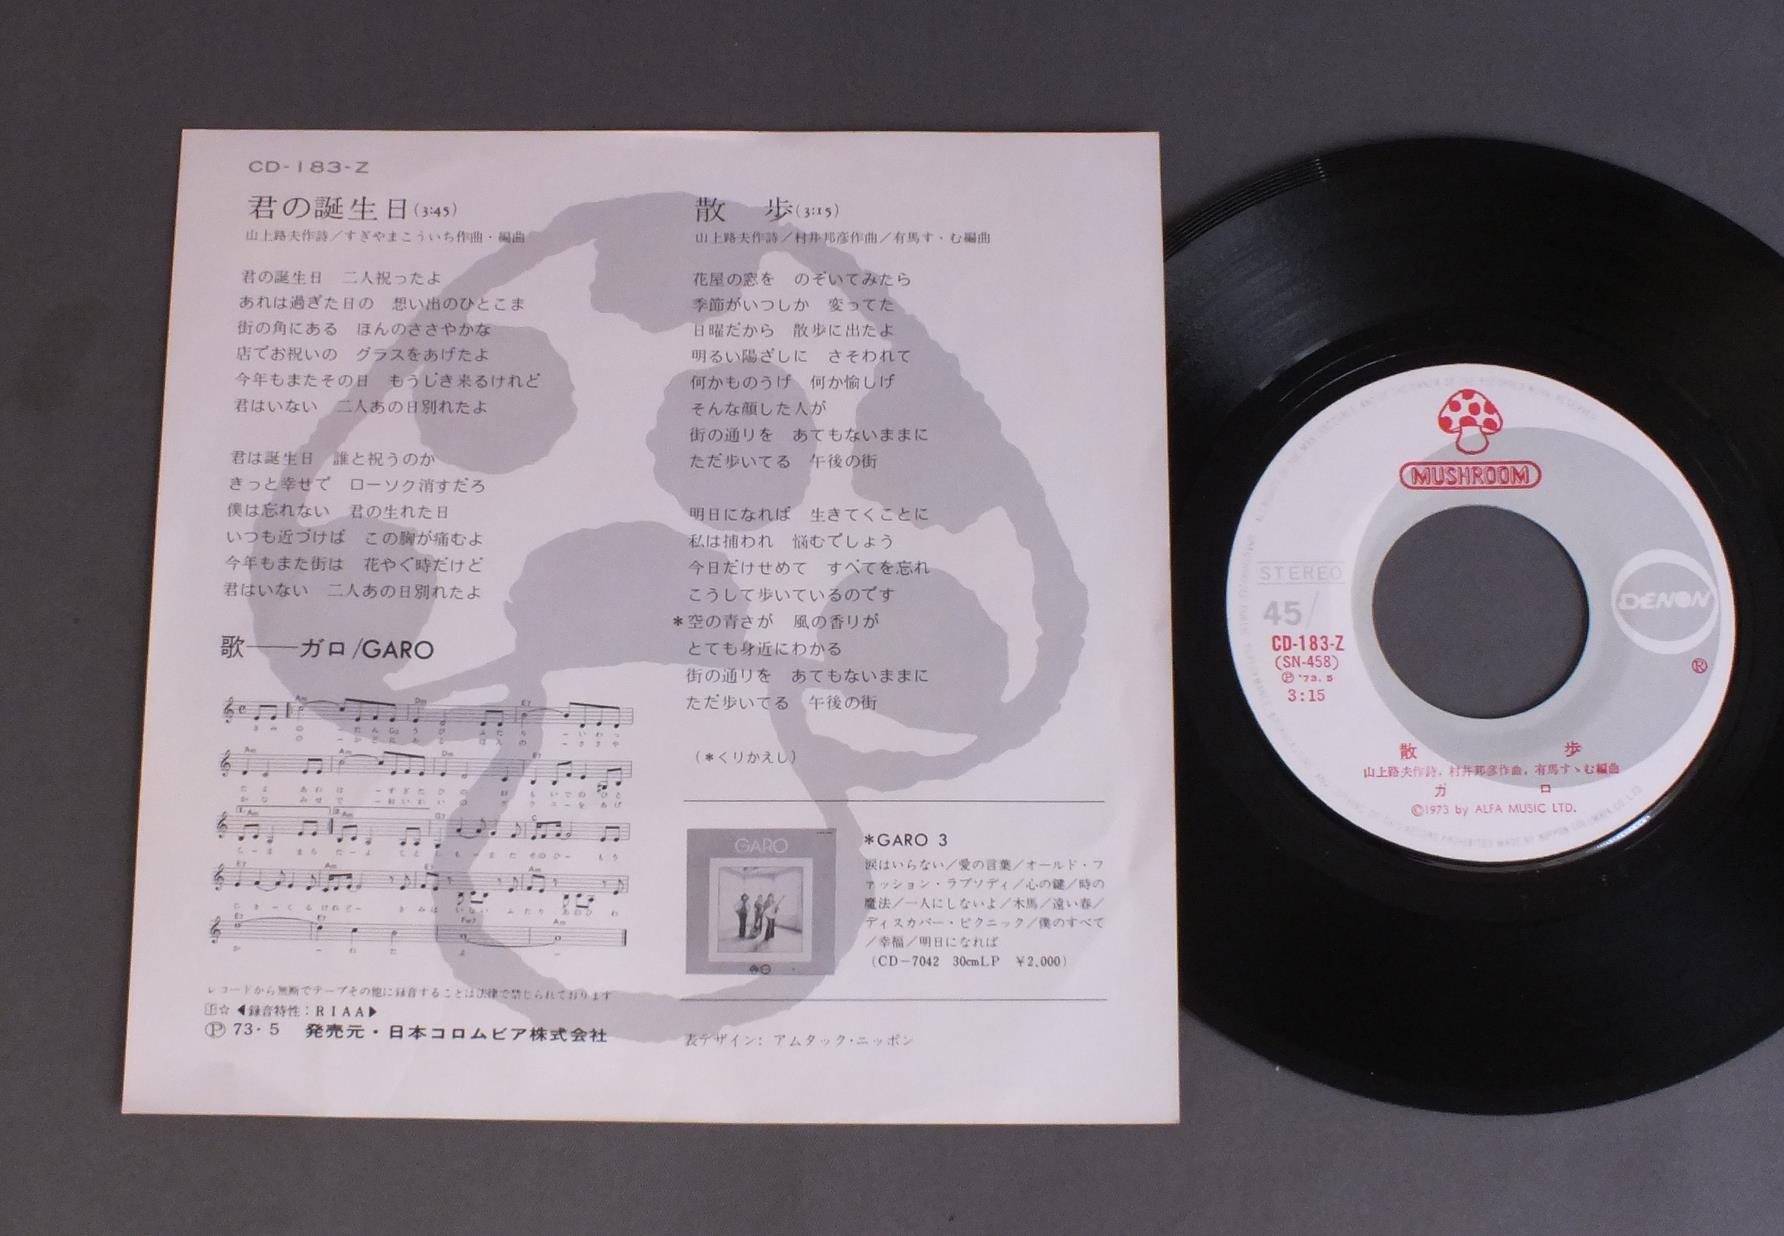 CD-183-Z
君の誕生日(3:45)
山上路夫作詩/すぎやまこういち作曲・編曲
君の誕生日 二人祝ったよ
あれは過ぎた日の 想い出のひとこま
街の角にある ほんのささやかな
店でお祝いの グラスをあげたよ
今年もまたその日 もうじき来るけれど
君はいない 二人あの日別れたよ
君は誕生日 誰と祝うのか
きっと幸せで ローソク消すだろ
僕は忘れない 君の生れた日
いつも近づけば この胸が痛むよ
今年もまた街は 花やぐ時だけど
君はいない 二人あの日別れたよ
歌——ガロ/GARO
レコードから無断でテープその他に録音することは法律で禁じられております
◀録音特性:RIAA▶
Ⓟ 73・5 発売元・日本コロムビア株式会社
散 歩(3:15)
山上路夫作詩/村井邦彦作曲/有馬すゝむ編曲
花屋の窓を のぞいてみたら
季節がいつしか 変ってた
日曜だから 散歩に出たよ
明るい陽ざしに さそわれて
何かものうげ 何か愉しげ
そんな顔した人が
街の通りを あてもないままに
ただ歩いてる 午後の街
明日になれば 生きてくことに
私は捕われ 悩むでしょう
今日だけせめて すべてを忘れ
こうして歩いているのです
*空の青さが 風の香りが
とても身近にわかる
街の通りを あてもないままに
ただ歩いてる 午後の街
(*くりかえし)
GARO
*GARO 3
涙はいらない/愛の言葉/オールド・フ
ァッション・ラブソディ/心の鍵/時の
魔法/一人にしないよ/木馬/遠い春/
ディスカバー・ピクニック/僕のすべて
/幸福/明日になれば
(CD-7042 30cmLP ¥2,000)
表デザイン: アムタック・ニッポン
MUSHROOM
STEREO
45/
DENON
CD-183-Z
(SN-458)
Ⓟ '73.5
3:15
Ⓡ
散 歩
山上路夫作詩, 村井邦彦作曲, 有馬すゝむ編曲
ガ ロ
©1973 by ALFA MUSIC LTD.